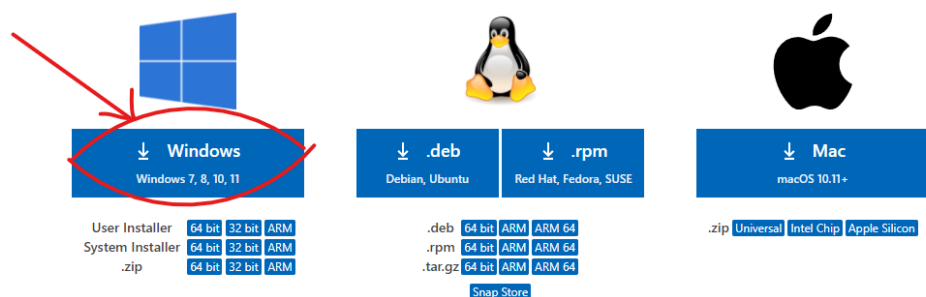 Windows
Windows 7, 8, 10, 11
User Installer 64 bit 32 bit ARM
System Installer 64 bit 32 bit ARM
.zip 64 bit 32 bit ARM
.deb
Debian, Ubuntu
.rpm
Red Hat, Fedora, SUSE
.deb 64 bit ARM ARM 64
.rpm 64 bit ARM ARM 64
.tar.gz 64 bit ARM ARM 64
Snap Store
Mac
macOS 10.11+
.zip Universal Intel Chip Apple Silicon